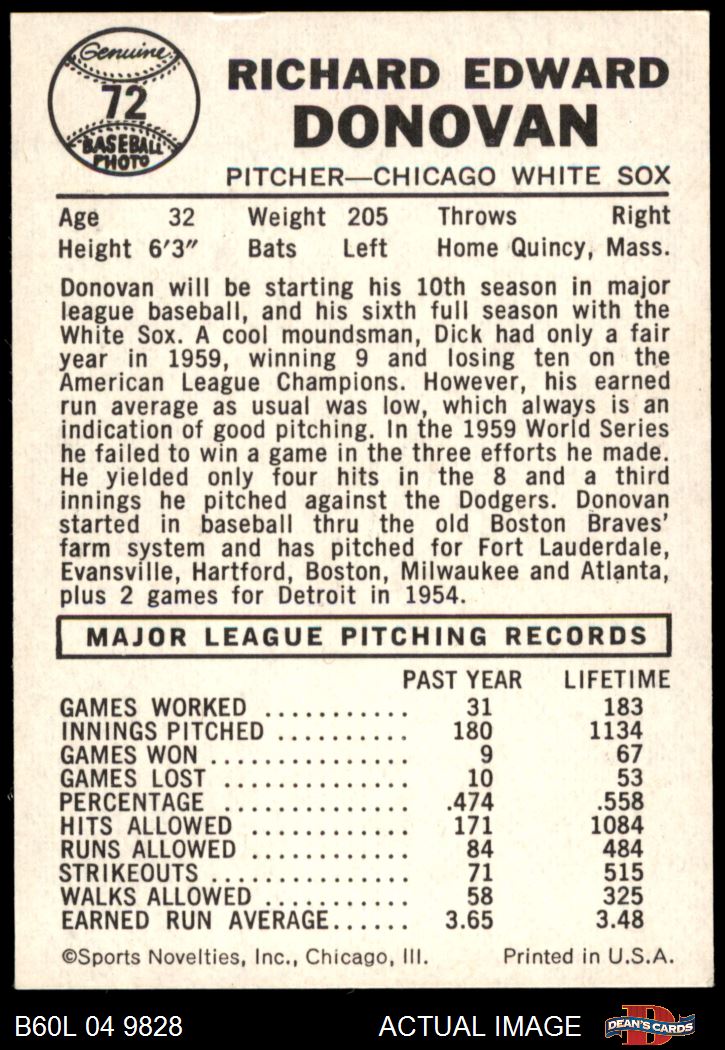 Genuine
72
BASEBALL
PHOTO
RICHARD EDWARD
DONOVAN
PITCHER—CHICAGO WHITE SOX
Age 32 Weight 205 Throws Right
Height 6'3" Bats Left Home Quincy, Mass.
Donovan will be starting his 10th season in major
league baseball, and his sixth full season with the
White Sox. A cool moundsman, Dick had only a fair
year in 1959, winning 9 and losing ten on the
American League Champions. However, his earned
run average as usual was low, which always is an
indication of good pitching. In the 1959 World Series
he failed to win a game in the three efforts he made.
He yielded only four hits in the 8 and a third
innings he pitched against the Dodgers. Donovan
started in baseball thru the old Boston Braves'
farm system and has pitched for Fort Lauderdale,
Evansville, Hartford, Boston, Milwaukee and Atlanta,
plus 2 games for Detroit in 1954.
MAJOR LEAGUE PITCHING RECORDS
PAST YEAR LIFETIME
GAMES WORKED ........... 31 183
INNINGS PITCHED .......... 180 1134
GAMES WON ................ 9 67
GAMES LOST .............. 10 53
PERCENTAGE ............... .474 .558
HITS ALLOWED ............ 171 1084
RUNS ALLOWED ............ 84 484
STRIKEOUTS ................ 71 515
WALKS ALLOWED ........... 58 325
EARNED RUN AVERAGE...... 3.65 3.48
©Sports Novelties, Inc., Chicago, Ill. Printed in U.S.A.
B60L 04 9828 ACTUAL IMAGE DEAN'S CARDS